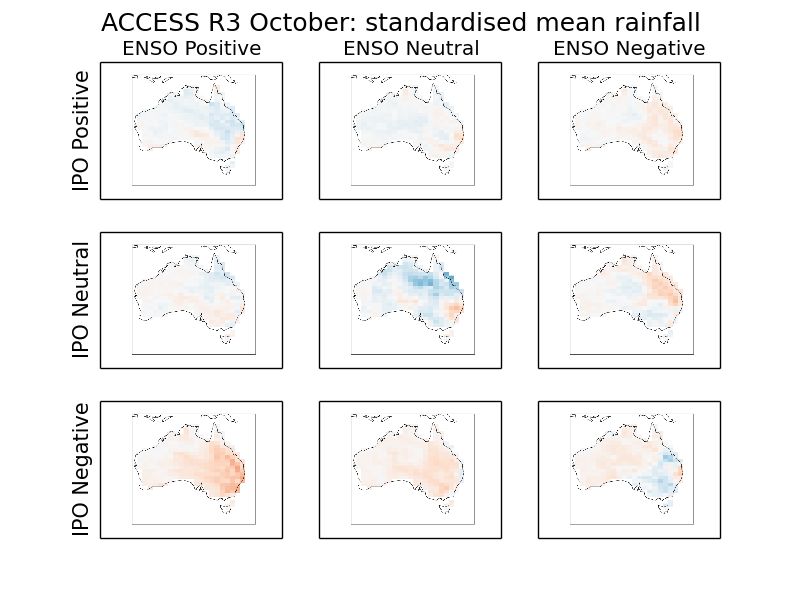 ACCESS R3 October: standardised mean rainfall
ENSO Positive
ENSO Neutral
ENSO Negative
IPO Positive
IPO Neutral
IPO Negative